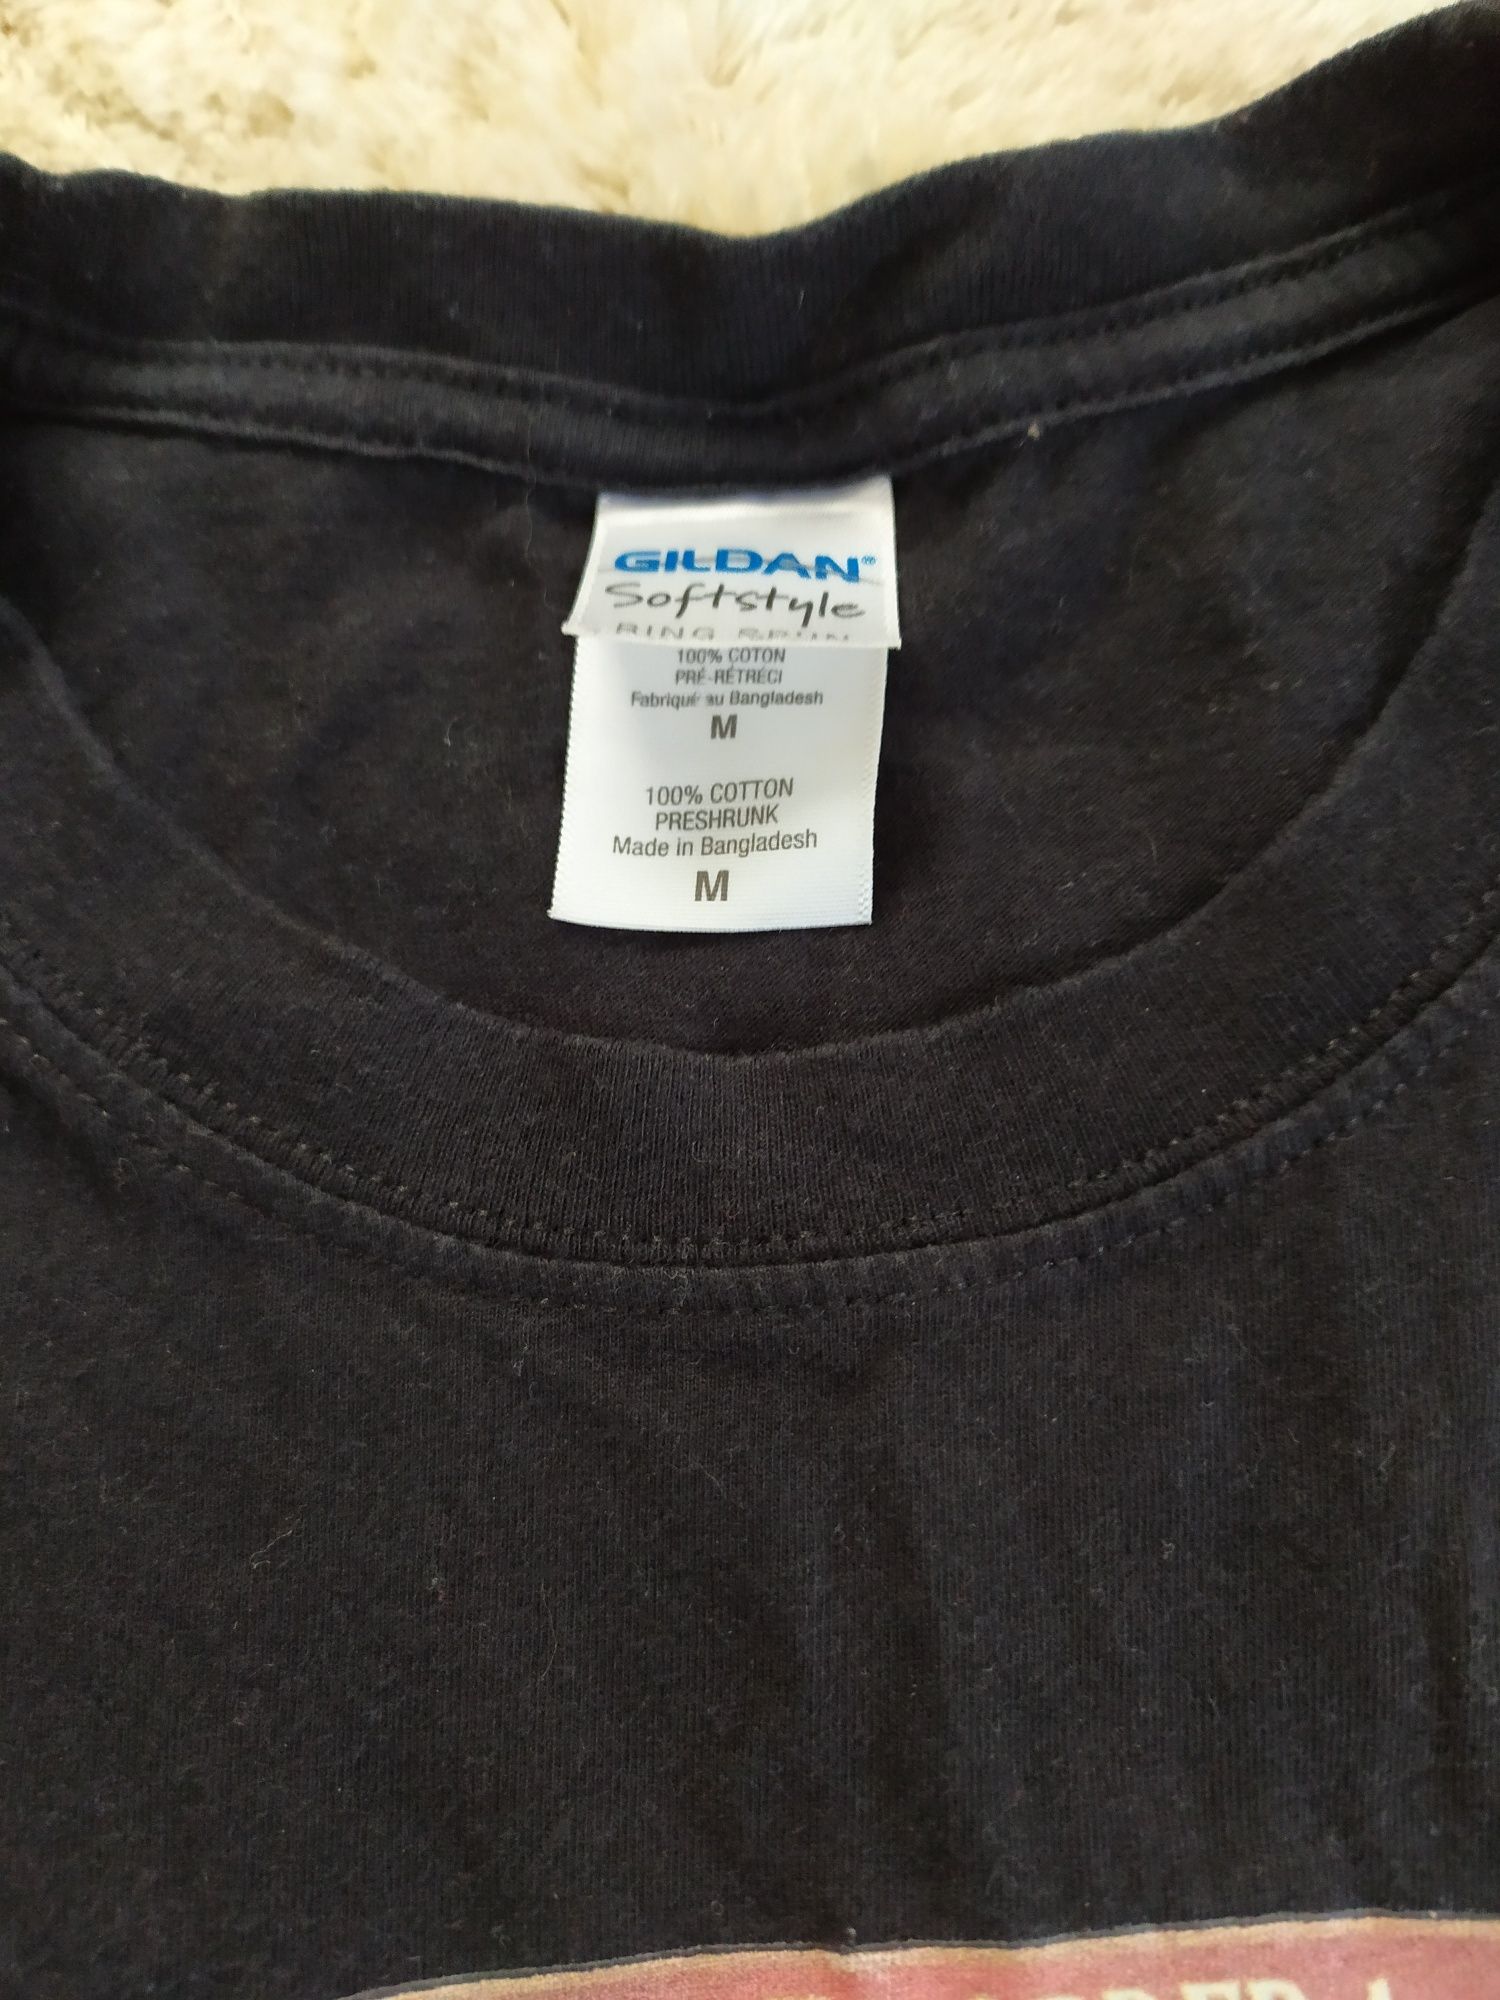 GILDAN®
Softstyle
RING SPUN
100% COTON
PRÉ-RÉTRÉCI
Fabriqué au Bangladesh
M
100% COTTON
PRESHRUNK
Made in Bangladesh
M